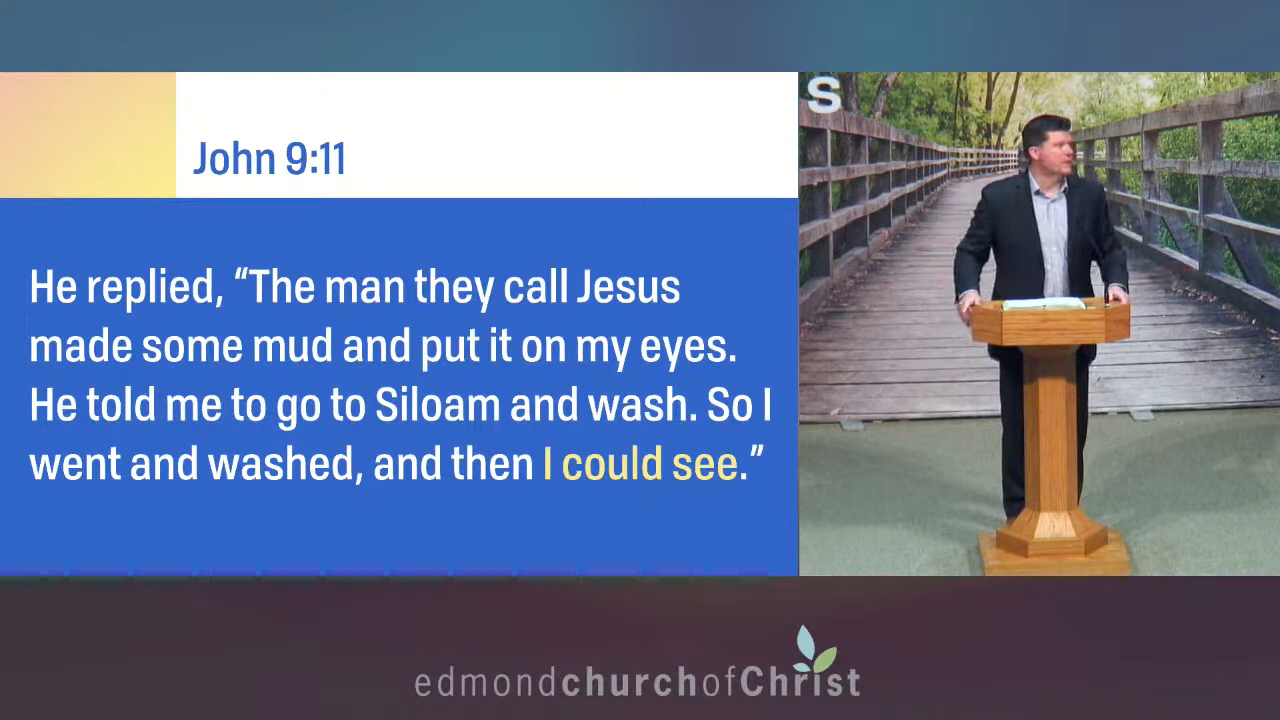 S
John 9:11
He replied, “The man they call Jesus
made some mud and put it on my eyes.
He told me to go to Siloam and wash. So I
went and washed, and then I could see.”
edmondchurchofChrist